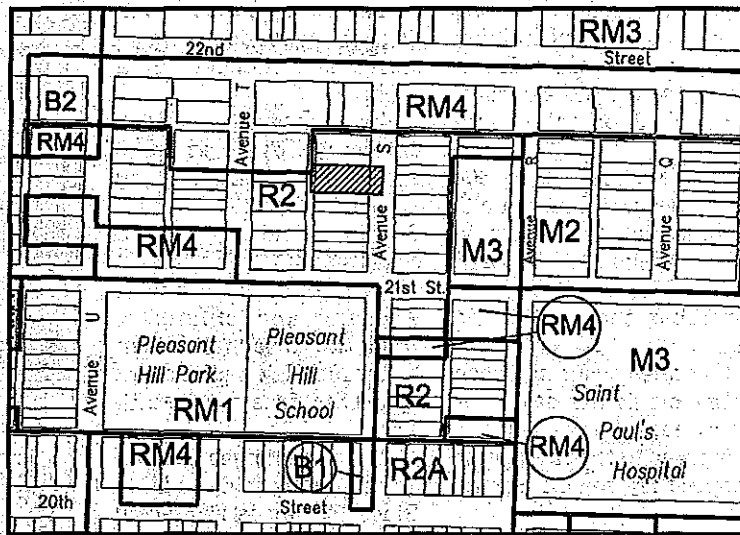 RM3
22nd
Street
B2
Avenue T
RM4
RM4
Avenue S
Avenue R
Avenue Q
R2
RM4
M3
M2
21st St.
RM4
Avenue U
Pleasant
Hill Park
RM1
Pleasant
Hill
School
R2
M3
Saint
Paul's
Hospital
RM4
RM4
B1
R2A
20th
Street